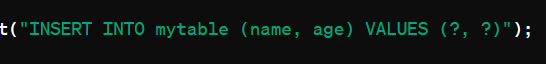 t("INSERT INTO mytable (name, age) VALUES (?, ?)");